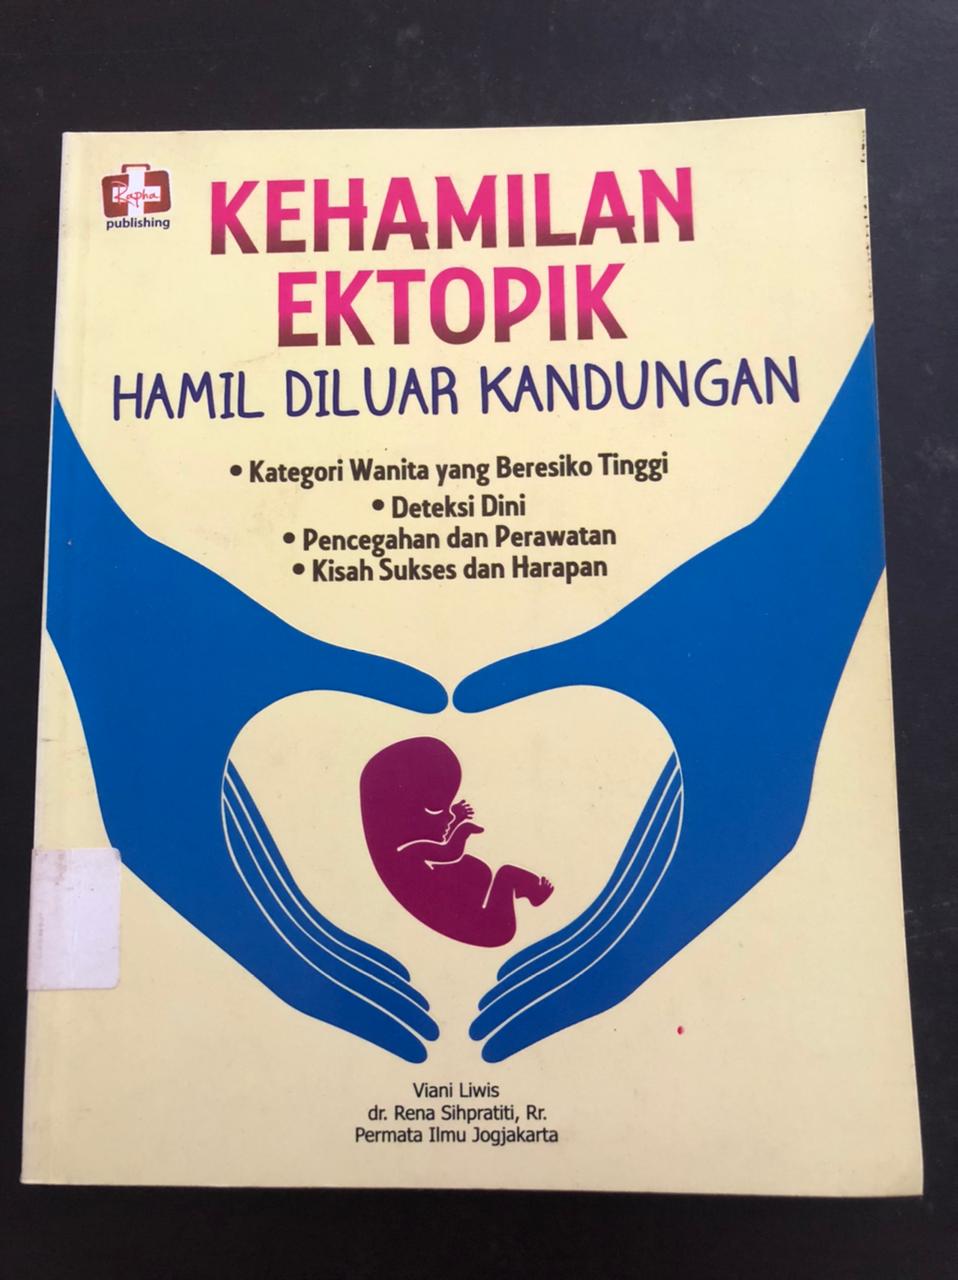 Rapha
publishing
KEHAMILAN
EKTOPIK
HAMIL DILUAR KANDUNGAN
• Kategori Wanita yang Beresiko Tinggi
• Deteksi Dini
• Pencegahan dan Perawatan
• Kisah Sukses dan Harapan
Viani Liwis
dr. Rena Sihpratiti, Rr.
Permata Ilmu Jogjakarta